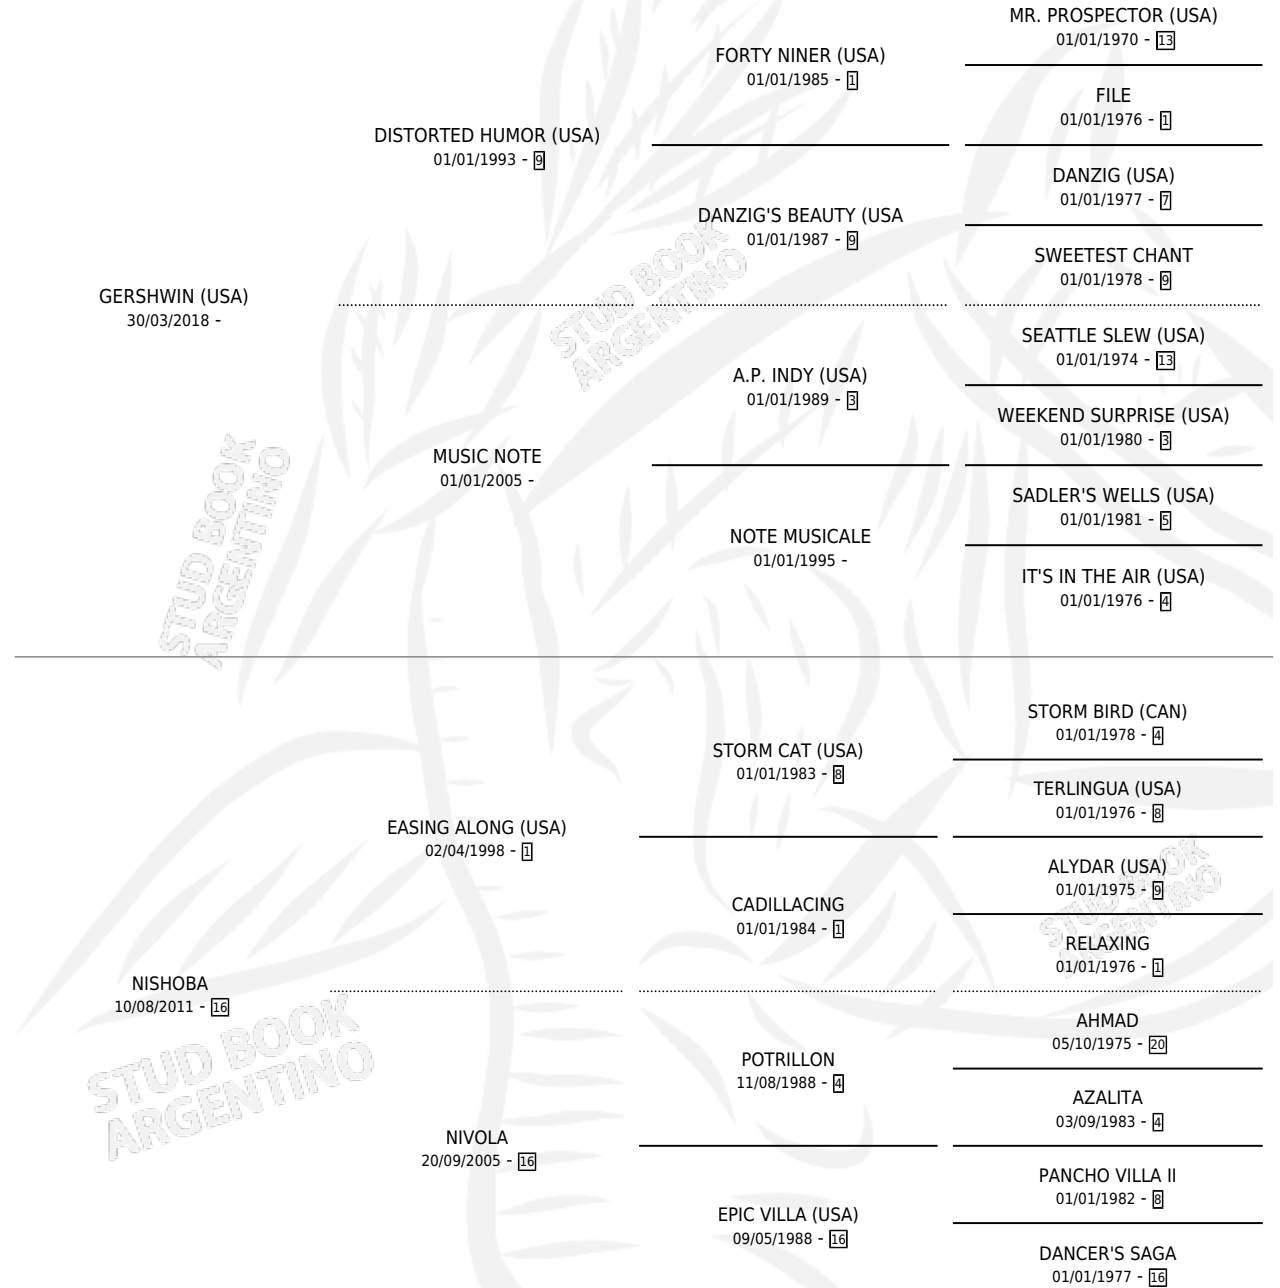 MR. PROSPECTOR (USA)
01/01/1970 - 13
FORTY NINER (USA)
01/01/1985 - 1
FILE
01/01/1976 - 1
DISTORTED HUMOR (USA)
01/01/1993 - 9
DANZIG (USA)
01/01/1977 - 7
DANZIG'S BEAUTY (USA
01/01/1987 - 9
SWEETEST CHANT
01/01/1978 - 9
GERSHWIN (USA)
30/03/2018 -
SEATTLE SLEW (USA)
01/01/1974 - 13
A.P. INDY (USA)
01/01/1989 - 3
WEEKEND SURPRISE (USA)
01/01/1980 - 3
MUSIC NOTE
01/01/2005 -
SADLER'S WELLS (USA)
01/01/1981 - 5
NOTE MUSICALE
01/01/1995 -
IT'S IN THE AIR (USA)
01/01/1976 - 4
STORM BIRD (CAN)
01/01/1978 - 4
STORM CAT (USA)
01/01/1983 - 8
TERLINGUA (USA)
01/01/1976 - 8
EASING ALONG (USA)
02/04/1998 - 1
ALYDAR (USA)
01/01/1975 - 9
CADILLACING
01/01/1984 - 1
RELAXING
01/01/1976 - 1
NISHOBA
10/08/2011 - 16
AHMAD
05/10/1975 - 20
POTRILLON
11/08/1988 - 4
AZALITA
03/09/1983 - 4
NIVOLA
20/09/2005 - 16
PANCHO VILLA II
01/01/1982 - 8
EPIC VILLA (USA)
09/05/1988 - 16
DANCER'S SAGA
01/01/1977 - 16
STUD BOOK
ARGENTINO
STUD BOOK
ARGENTINO
STUD BOOK
ARGENTINO
STUD BOOK
ARGENTINO